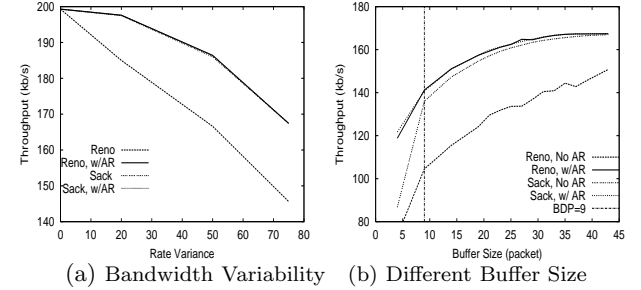 200
190
180
170
160
150
140
Throughput (kb/s)
Reno
Reno, w/AR
Sack
Sack, w/AR
0 10 20 30 40 50 60 70 80
Rate Variance
(a) Bandwidth Variability
180
160
140
120
100
80
Throughput (kb/s)
Reno, No AR
Reno, w/AR
Sack, No AR
Sack, w/ AR
BDP=9
0 5 10 15 20 25 30 35 40 45
Buffer Size (packet)
(b) Different Buffer Size